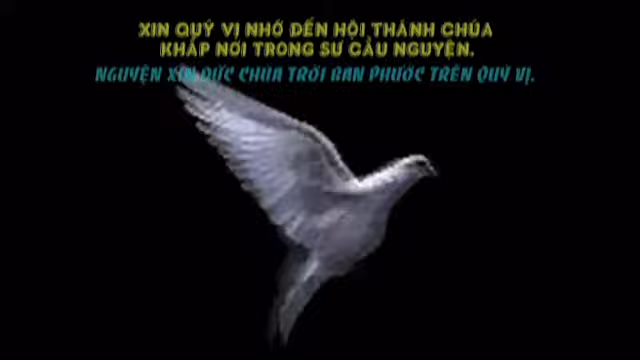 XIN QUÝ VỊ NHỚ ĐẾN HỘI THÁNH CHÚA
KHẮP NƠI TRONG SỰ CẦU NGUYỆN.
NGUYỆN XIN ĐỨC CHÚA TRỜI BAN PHƯỚC TRÊN QUÝ VỊ.